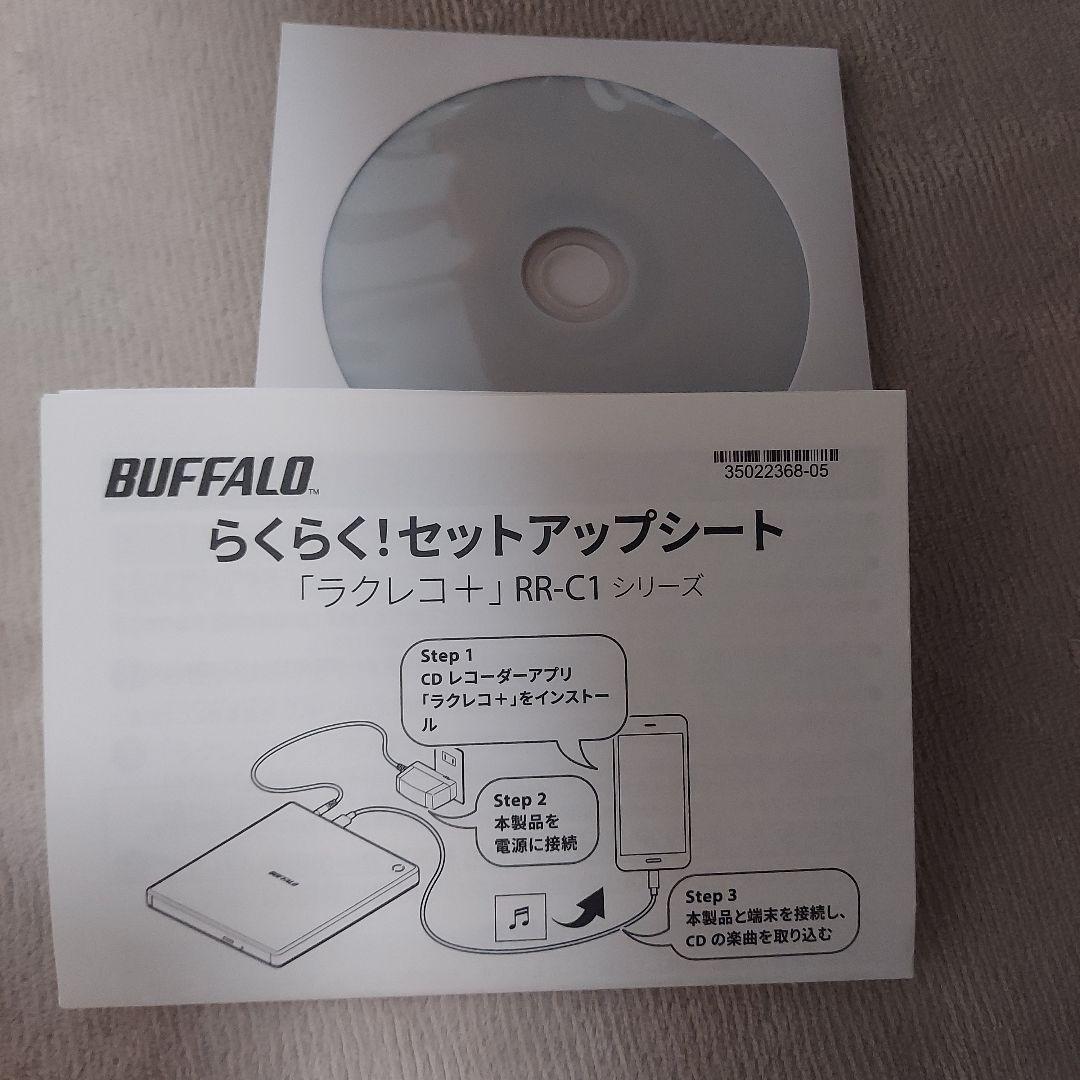 BUFFALO™
35022368-05
らくらく!セットアップシート
「ラクレコ+」RR-C1 シリーズ
Step 1
CD レコーダーアプリ
「ラクレコ+」をインストー
ル
Step 2
本製品を
電源に接続
BUFFALO
Step 3
本製品と端末を接続し、
CD の楽曲を取り込む